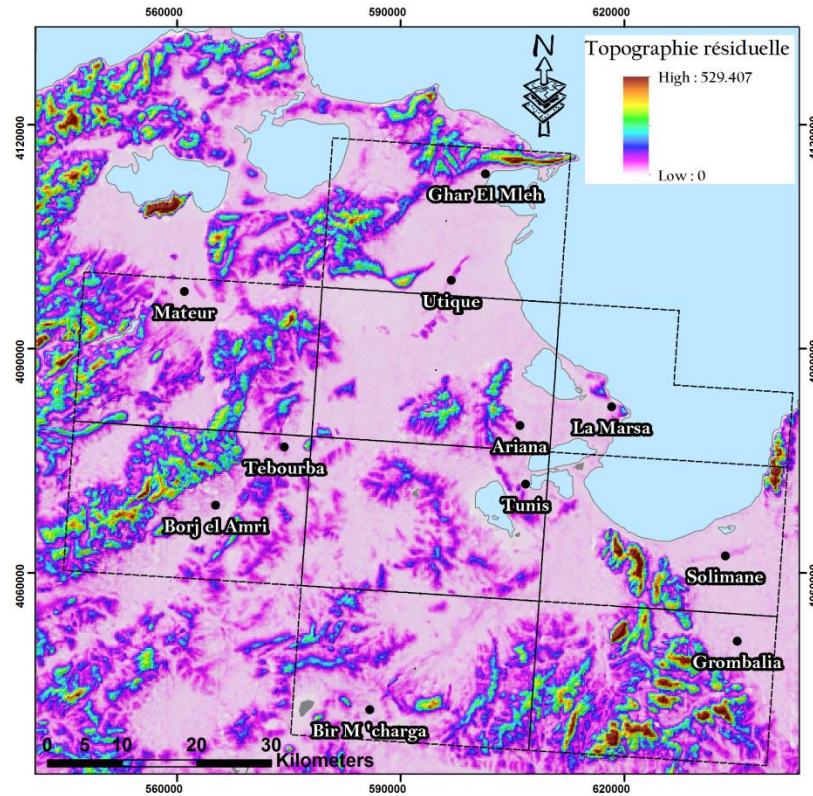 560000 590000 620000
N
Topographie résiduelle
High : 529.407
Low : 0
4120000 4120000
Ghar El Mleh
Utique
Mateur
4090000 4090000
La Marsa
Ariana
Tebourba
Tunis
Borj el Amri
Solimane
4060000 4060000
Grombalia
Bir M 'charga
0 5 10 20 30
Kilometers
560000 590000 620000